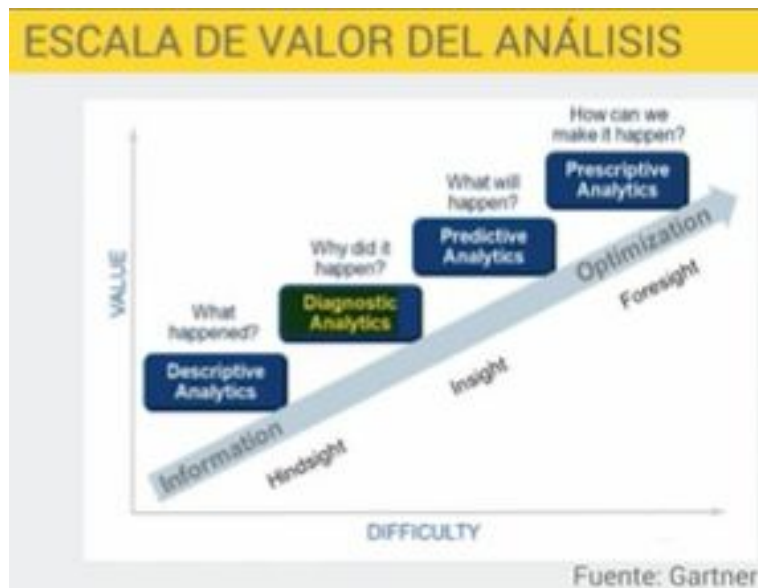 ESCALA DE VALOR DEL ANÁLISIS
How can we
make it happen?
Prescriptive
Analytics
What will
happen?
Predictive
Analytics
Why did it
happen?
Diagnostic
Analytics
What
happened?
Descriptive
Analytics
VALUE
Information
Optimization
Hindsight
Insight
Foresight
DIFFICULTY
Fuente: Gartner